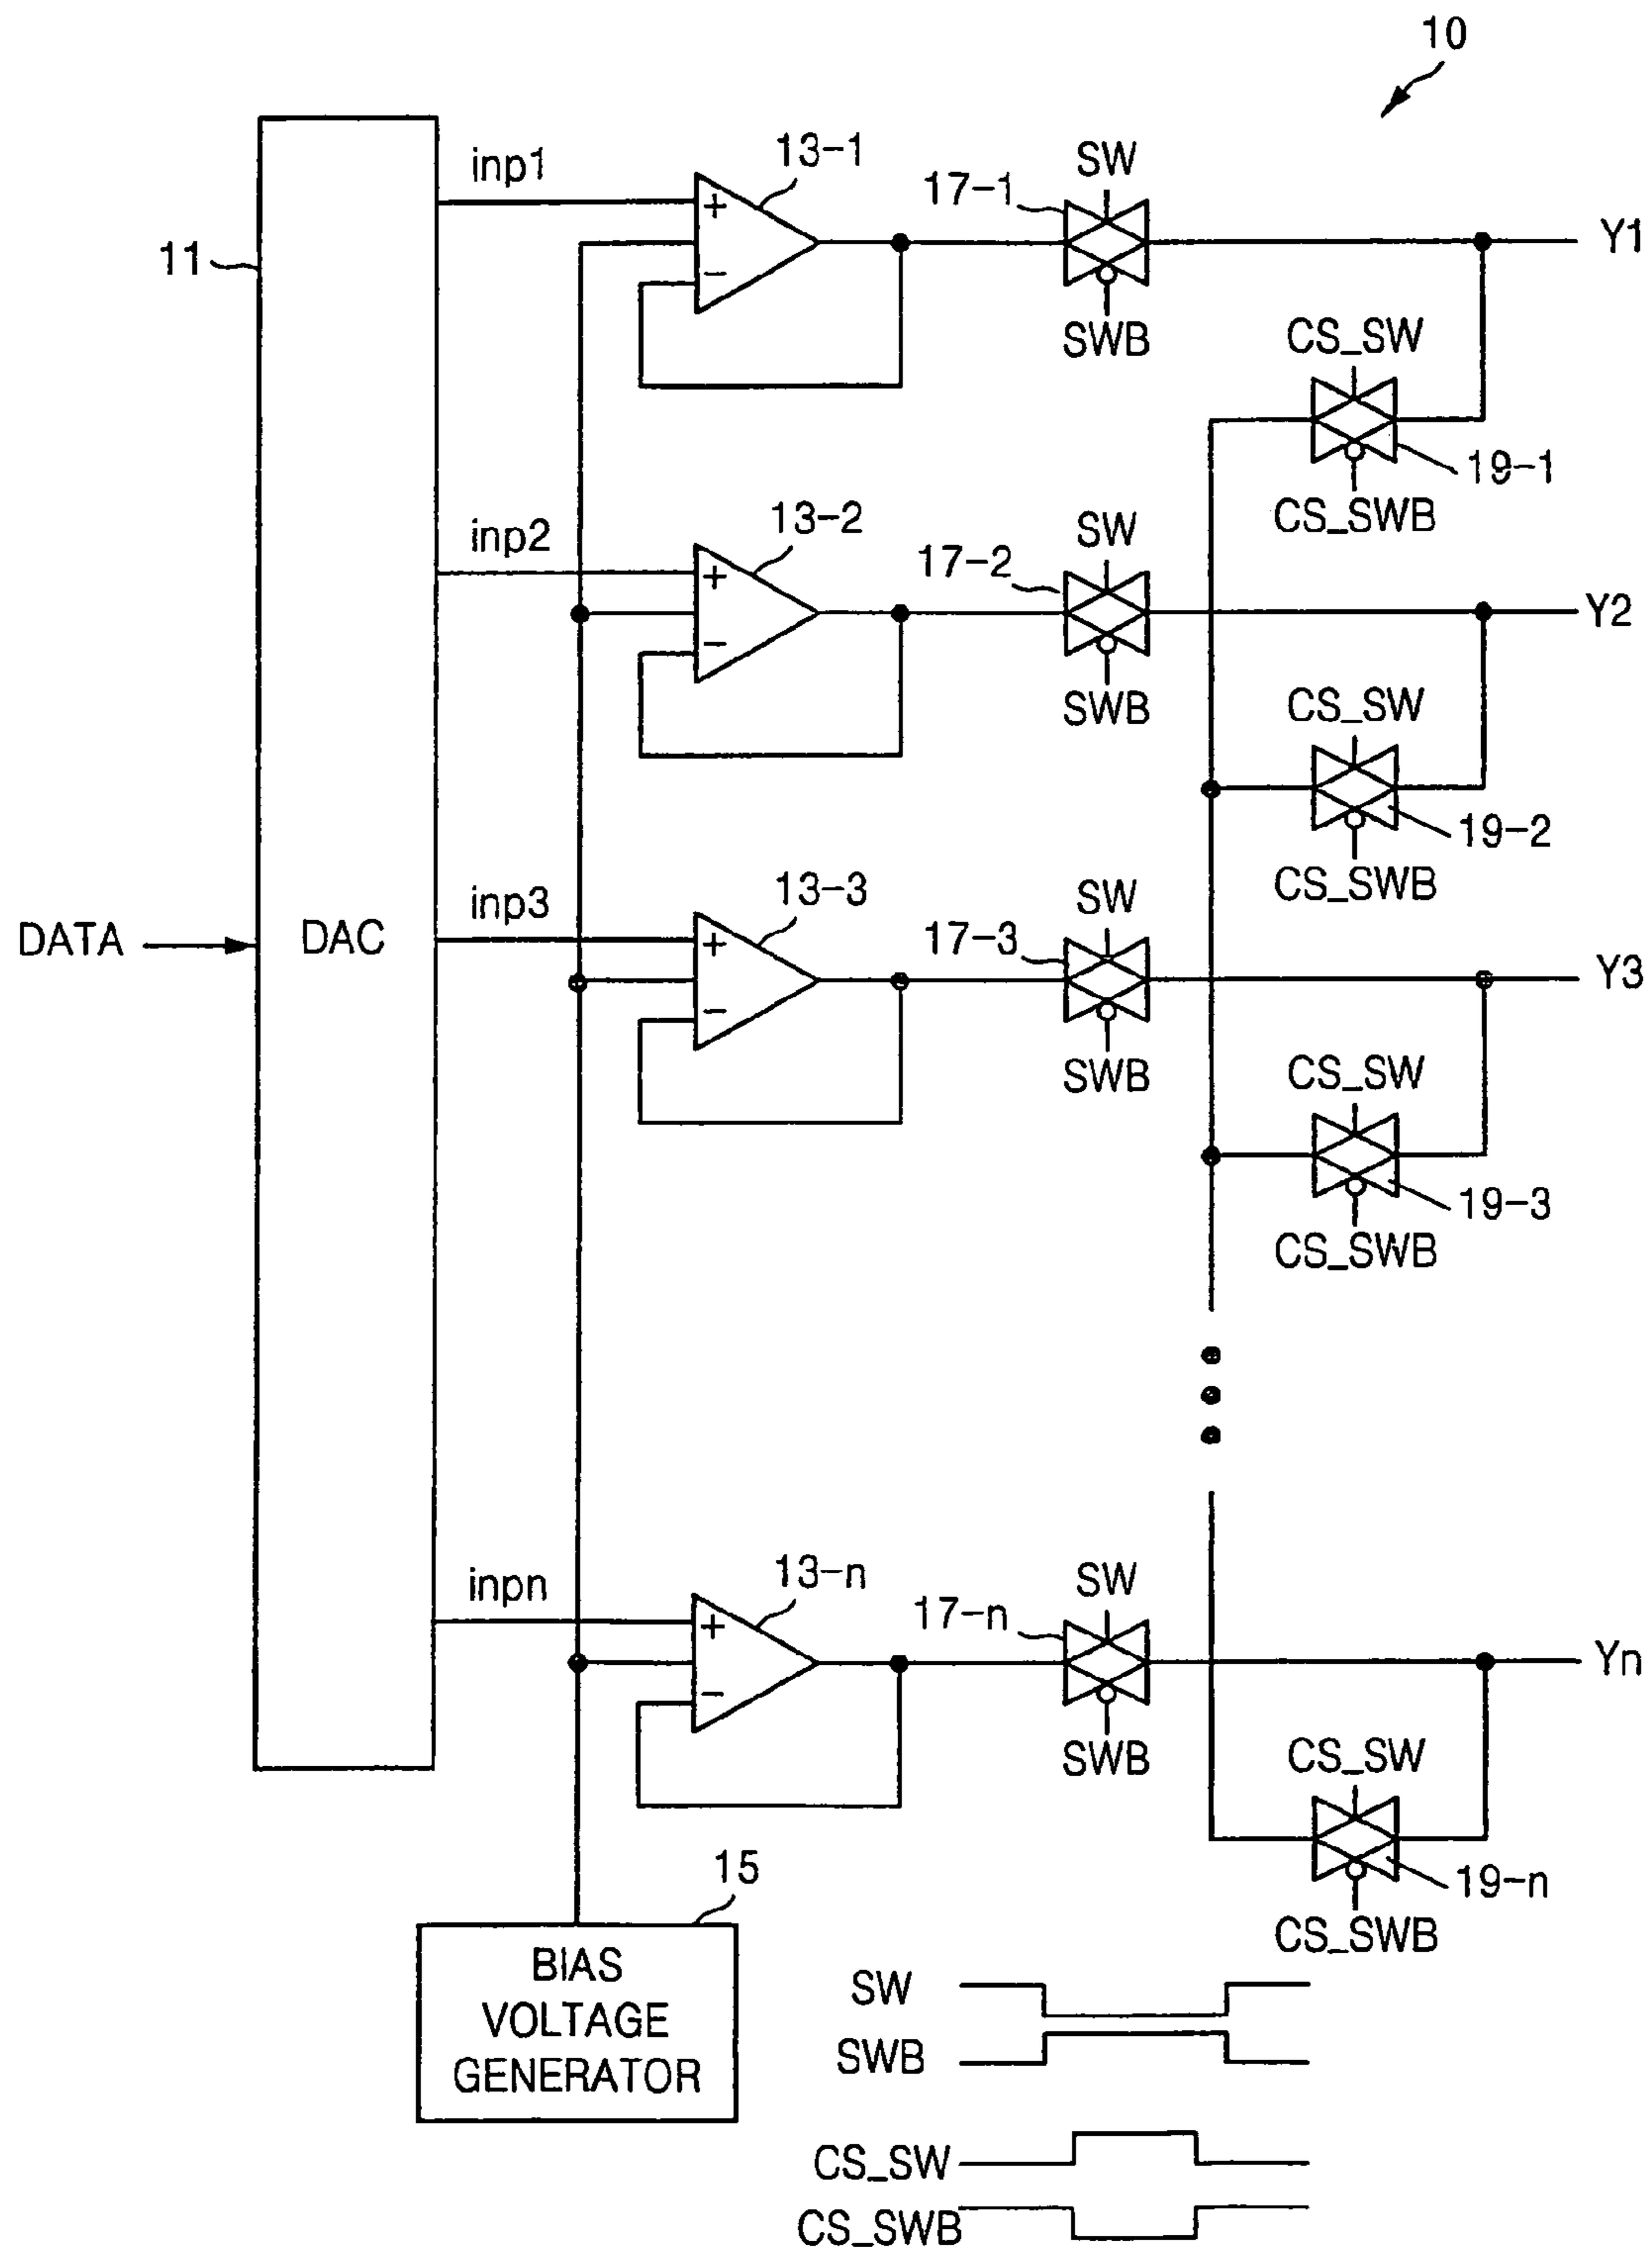 10
inp1
13-1
17-1
SW
11
Y1
SWB
CS_SW
19-1
CS_SWB
inp2
13-2
17-2
SW
Y2
SWB
CS_SW
19-2
CS_SWB
inp3
13-3
17-3
SW
DATA
DAC
Y3
SWB
CS_SW
19-3
CS_SWB
inpn
13-n
17-n
SW
Yn
SWB
CS_SW
19-n
CS_SWB
15
BIAS
VOLTAGE
GENERATOR
SW
SWB
CS_SW
CS_SWB
+
−
+
−
+
−
+
−